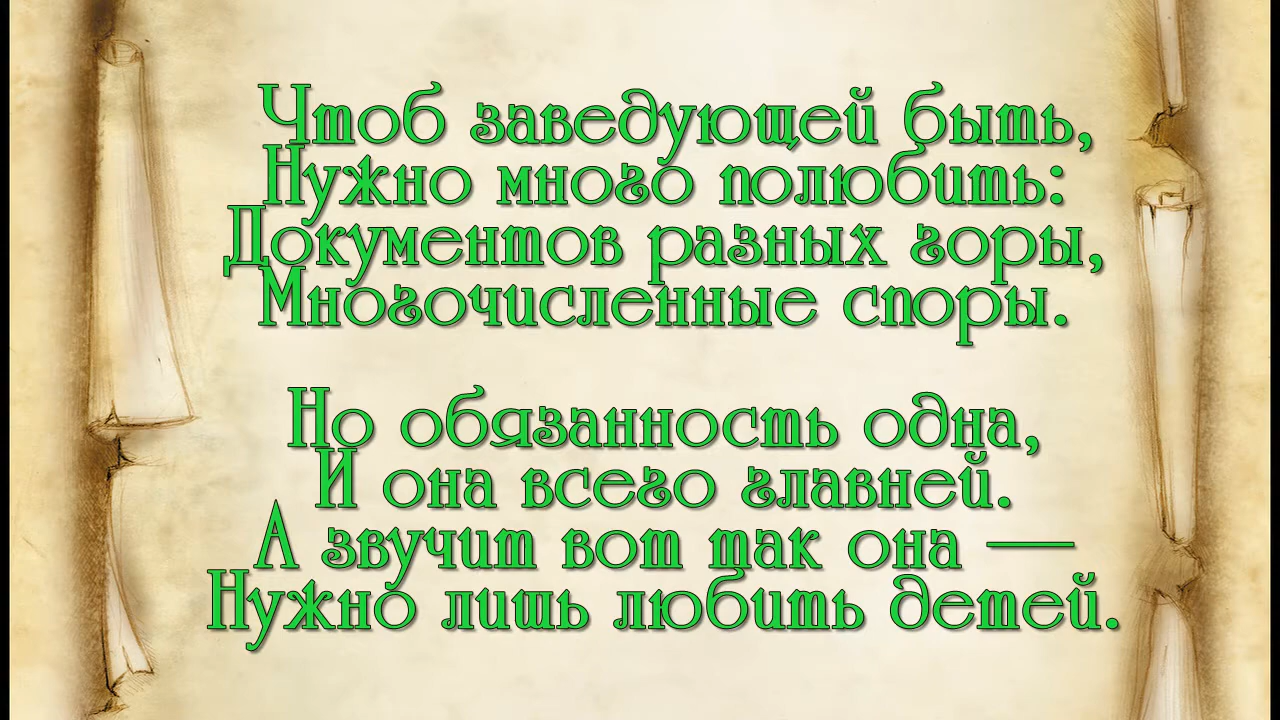 Чтоб заведующей быть,
Нужно много полюбить:
Документов разных горы,
Многочисленные споры.
Но обязанность одна,
И она всего главней.
А звучит вот так она —
Нужно лишь любить детей.